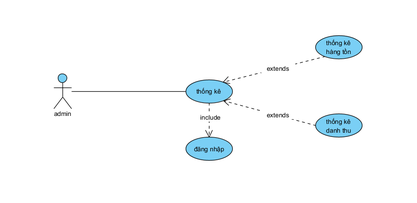 thống kê
hàng tồn
extends
thống kê
admin
include
extends
thống kê
danh thu
đăng nhập